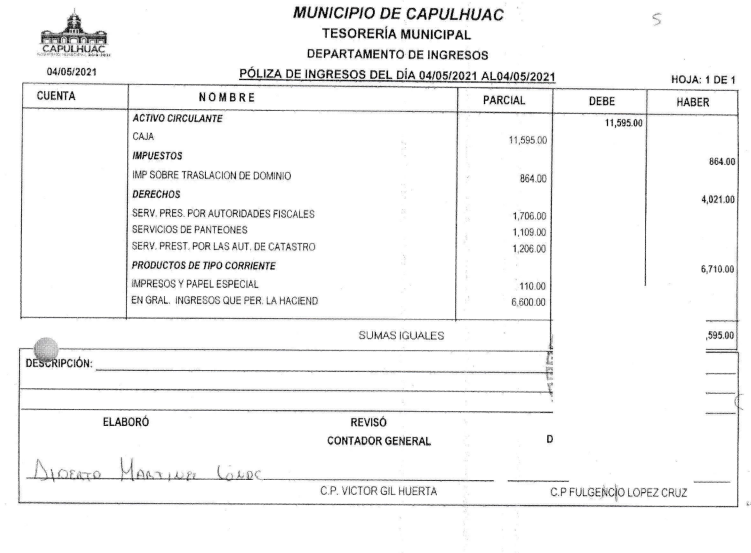 MUNICIPIO DE CAPULHUAC
5
TESORERÍA MUNICIPAL
DEPARTAMENTO DE INGRESOS
CAPULHUAC
04/05/2021
PÓLIZA DE INGRESOS DEL DÍA 04/05/2021 AL04/05/2021
HOJA: 1 DE 1
CUENTA NOMBRE PARCIAL DEBE HABER
ACTIVO CIRCULANTE 11,595.00
CAJA 11,595.00
IMPUESTOS 864.00
IMP SOBRE TRASLACION DE DOMINIO 864.00
DERECHOS 4,021.00
SERV. PRES. POR AUTORIDADES FISCALES 1,706.00
SERVICIOS DE PANTEONES 1,109.00
SERV. PREST. POR LAS AUT. DE CATASTRO 1,206.00
PRODUCTOS DE TIPO CORRIENTE 6,710.00
IMPRESOS Y PAPEL ESPECIAL 110.00
EN GRAL. INGRESOS QUE PER. LA HACIEND 6,600.00
SUMAS IGUALES ,595.00
DESCRIPCIÓN:
ELABORÓ REVISÓ
CONTADOR GENERAL D
MARTINEZ
C.P. VICTOR GIL HUERTA C.P FULGENCIO LOPEZ CRUZ